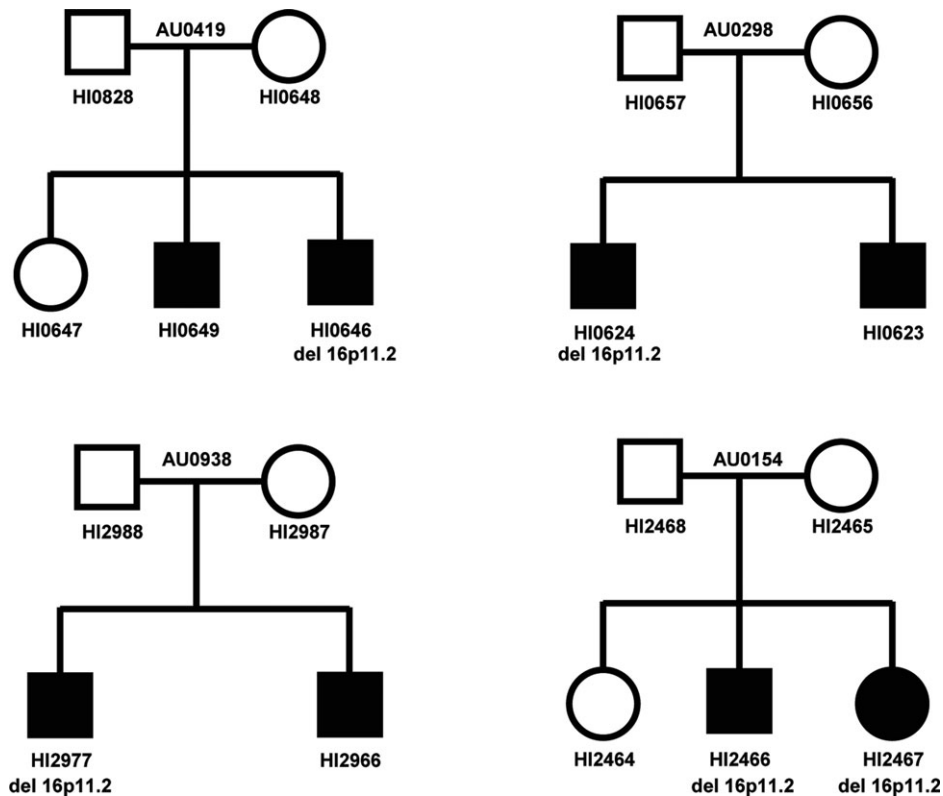 AU0419
HI0828
HI0648
HI0647
HI0649
HI0646
del 16p11.2
AU0298
HI0657
HI0656
HI0624
del 16p11.2
HI0623
AU0938
HI2988
HI2987
HI2977
del 16p11.2
HI2966
AU0154
HI2468
HI2465
HI2464
HI2466
del 16p11.2
HI2467
del 16p11.2